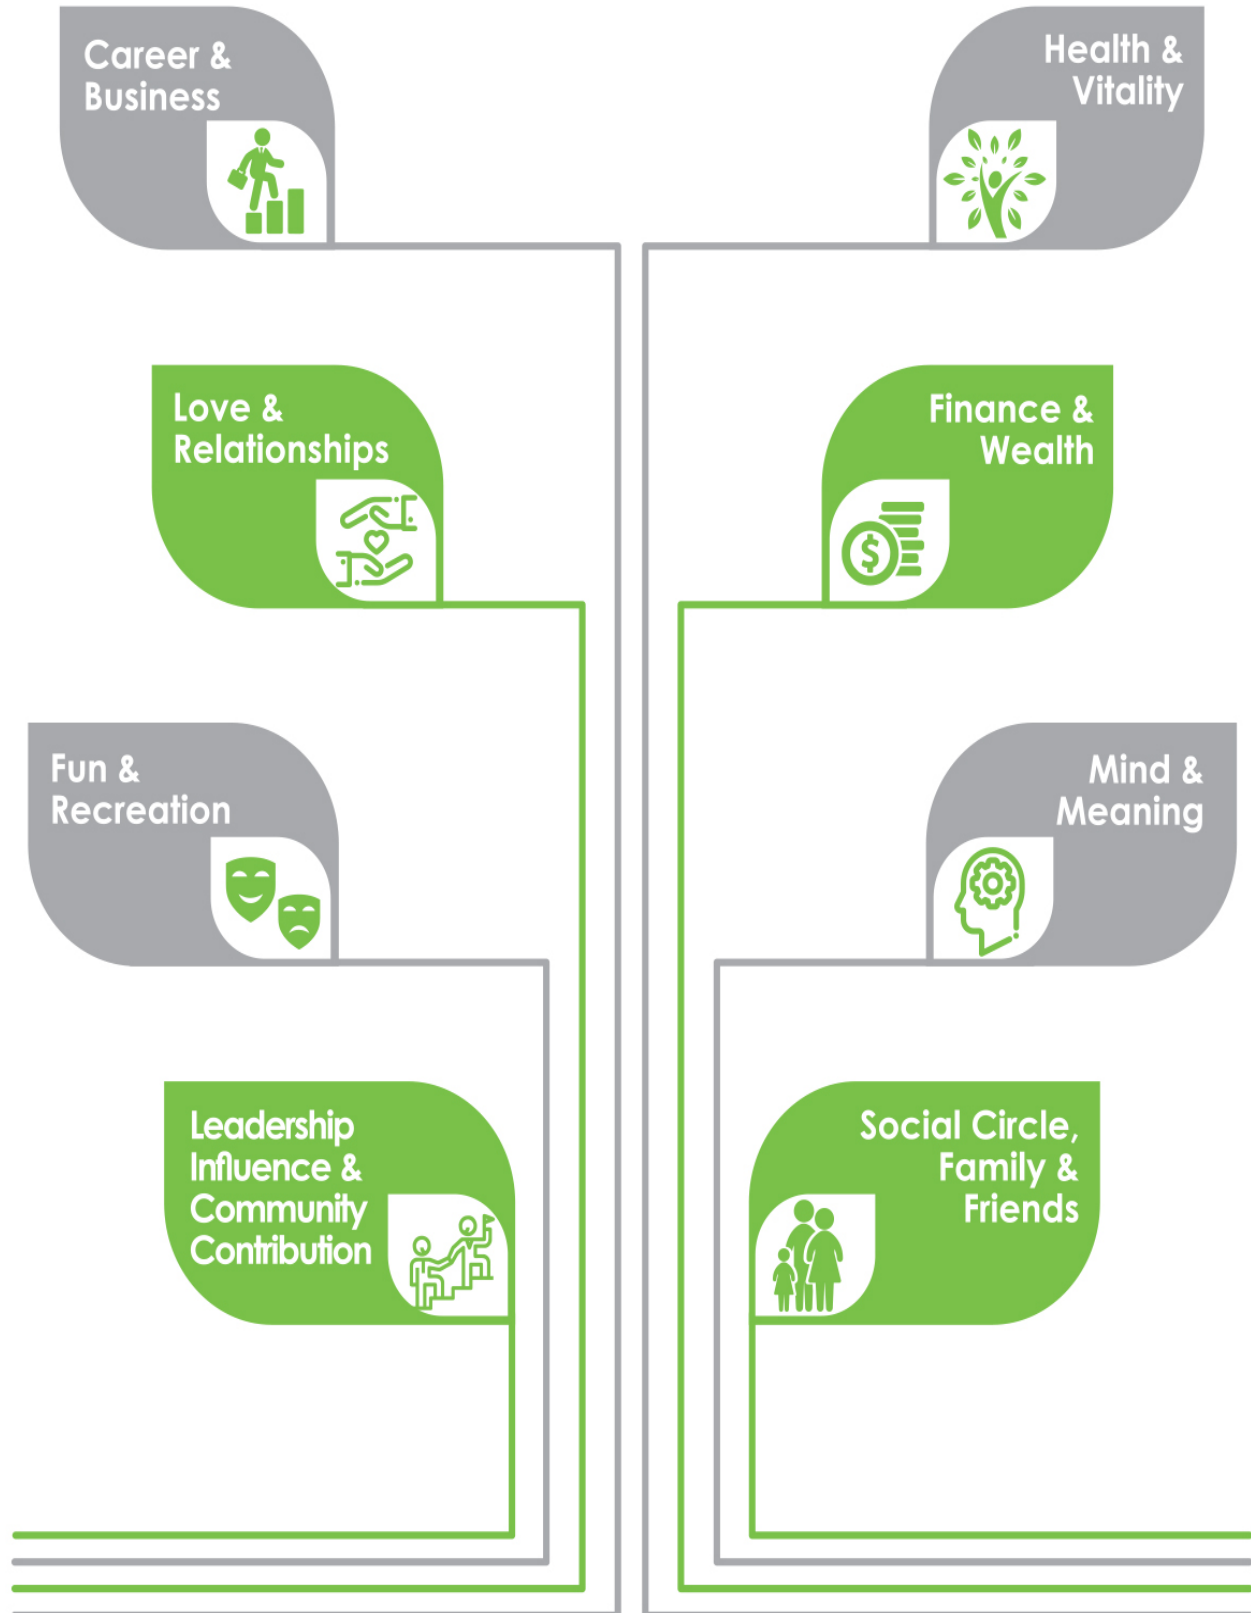 Career &
Business
Health &
Vitality
Love &
Relationships
Finance &
Wealth
Fun &
Recreation
Mind &
Meaning
Leadership
Influence &
Community
Contribution
Social Circle,
Family &
Friends
$